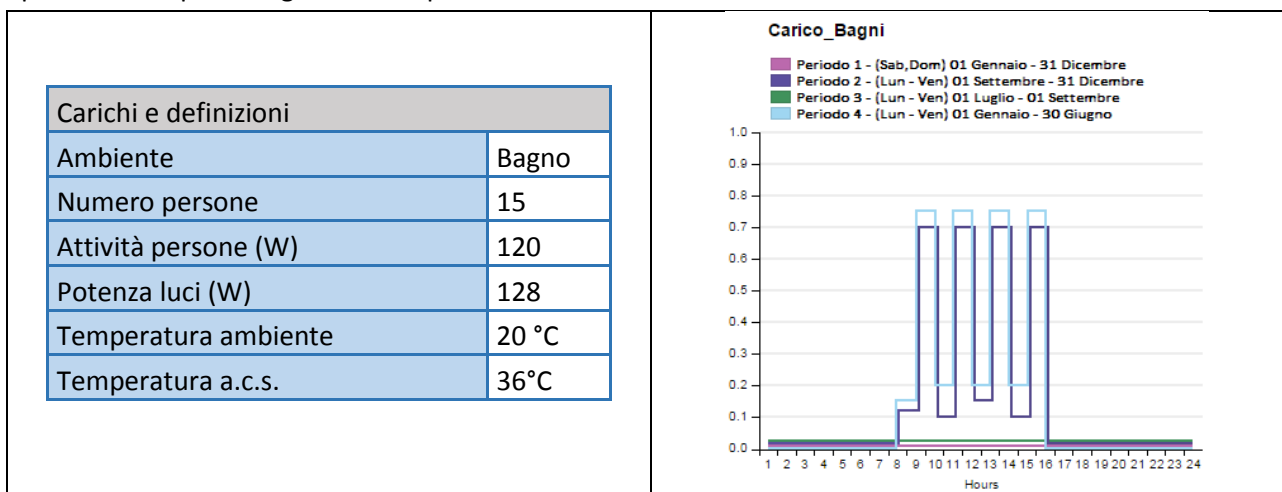 Carichi e definizioni
Ambiente Bagno
Numero persone 15
Attività persone (W) 120
Potenza luci (W) 128
Temperatura ambiente 20 °C
Temperatura a.c.s. 36°C
Carico_Bagni
Periodo 1 - (Sab,Dom) 01 Gennaio - 31 Dicembre
Periodo 2 - (Lun - Ven) 01 Settembre - 31 Dicembre
Periodo 3 - (Lun - Ven) 01 Luglio - 01 Settembre
Periodo 4 - (Lun - Ven) 01 Gennaio - 30 Giugno
1.0
0.9
0.8
0.7
0.6
0.5
0.4
0.3
0.2
0.1
0.0
1 2 3 4 5 6 7 8 9 10 11 12 13 14 15 16 17 18 19 20 21 22 23 24
Hours